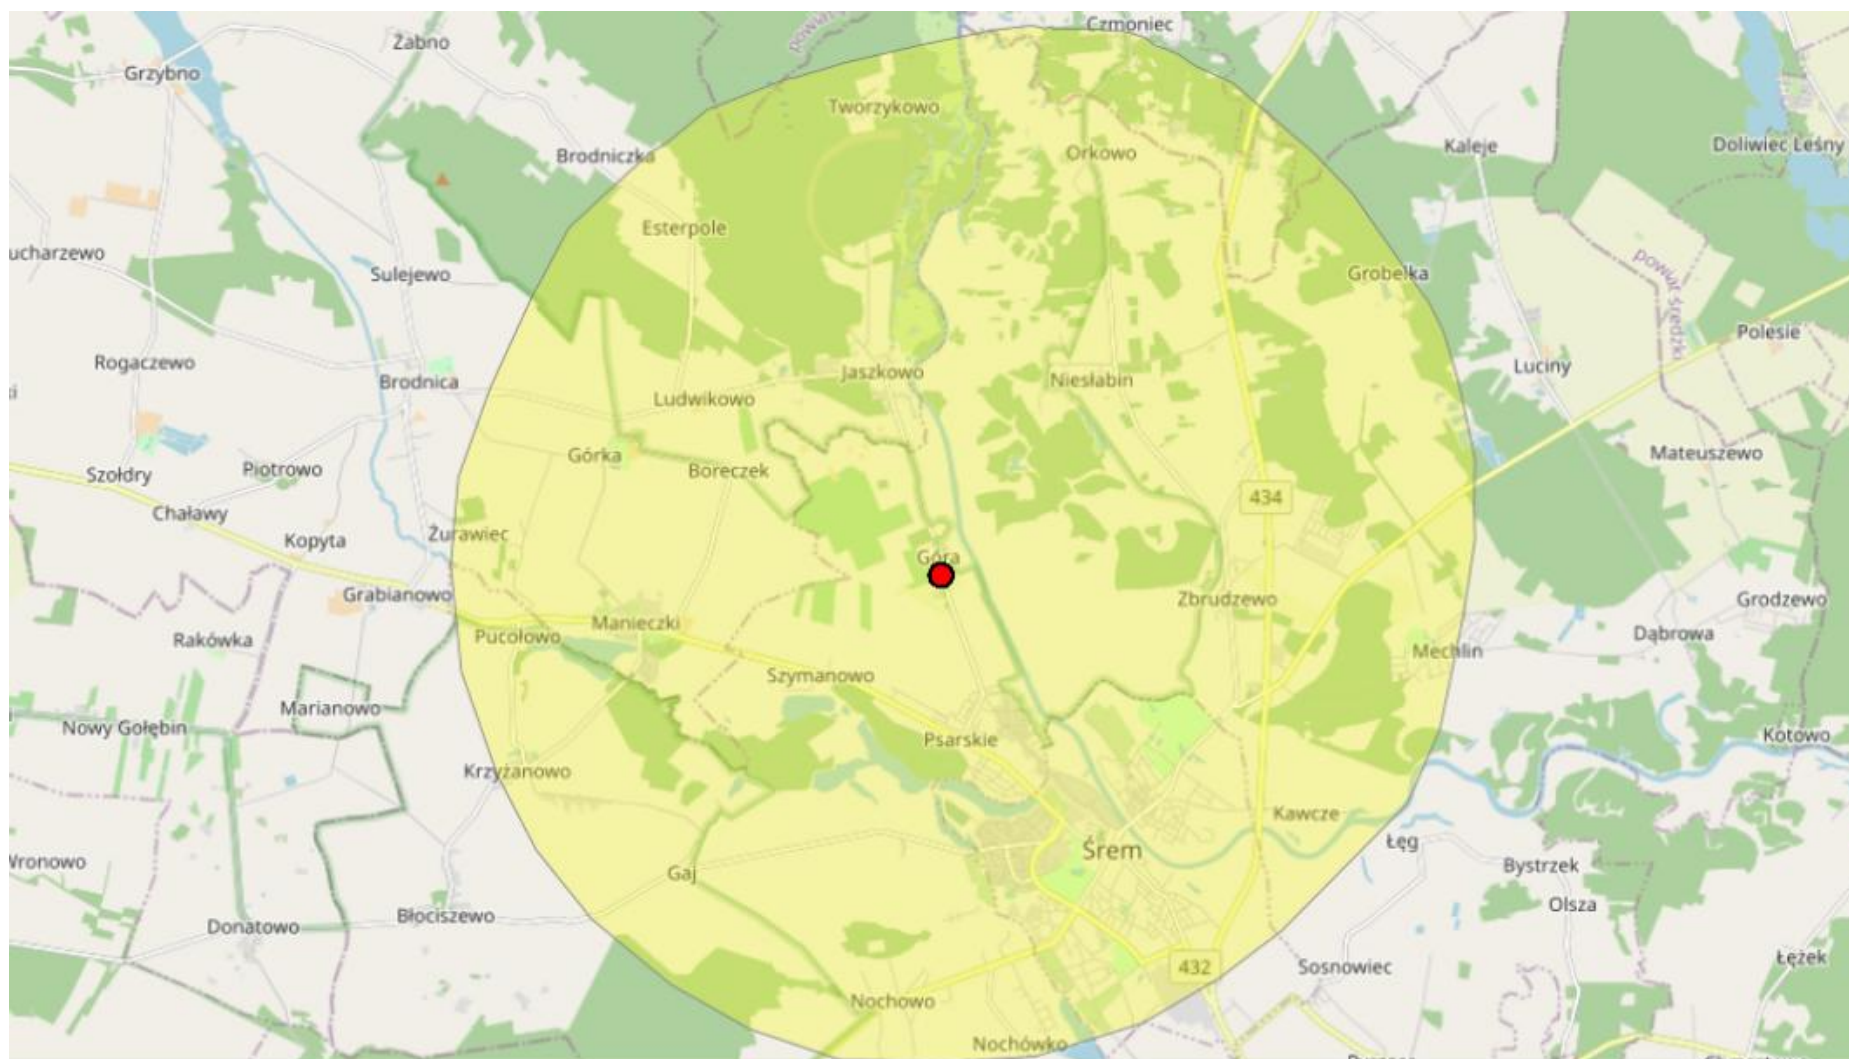 Czmoniec
Żabno
Grzybno
Tworzykowo
Kaleje
Doliwiec Leśny
Brodniczka
Orkowo
Esterpole
ucharzewo
Sulejewo
Grobelka
powiat średzki
Polesie
Rogaczewo
Luciny
Jaszkowo
Niesłabin
Brodnica
Ludwikowo
Górka
Mateuszewo
Szołdry
Piotrowo
Boreczek
434
Chaławy
Żurawiec
Kopyta
Góra
Grabianowo
Zbrudzewo
Grodzewo
Manieczki
Rakówka
Pucołowo
Dąbrowa
Mechlin
Szymanowo
Marianowo
Nowy Gołębin
Psarskie
Kotowo
Krzyżanowo
Kawcze
Łęg
Śrem
Wronowo
Gaj
Bystrzek
Olsza
Błociszewo
Donatowo
Łężek
432
Sosnowiec
Nochowo
Nochówko